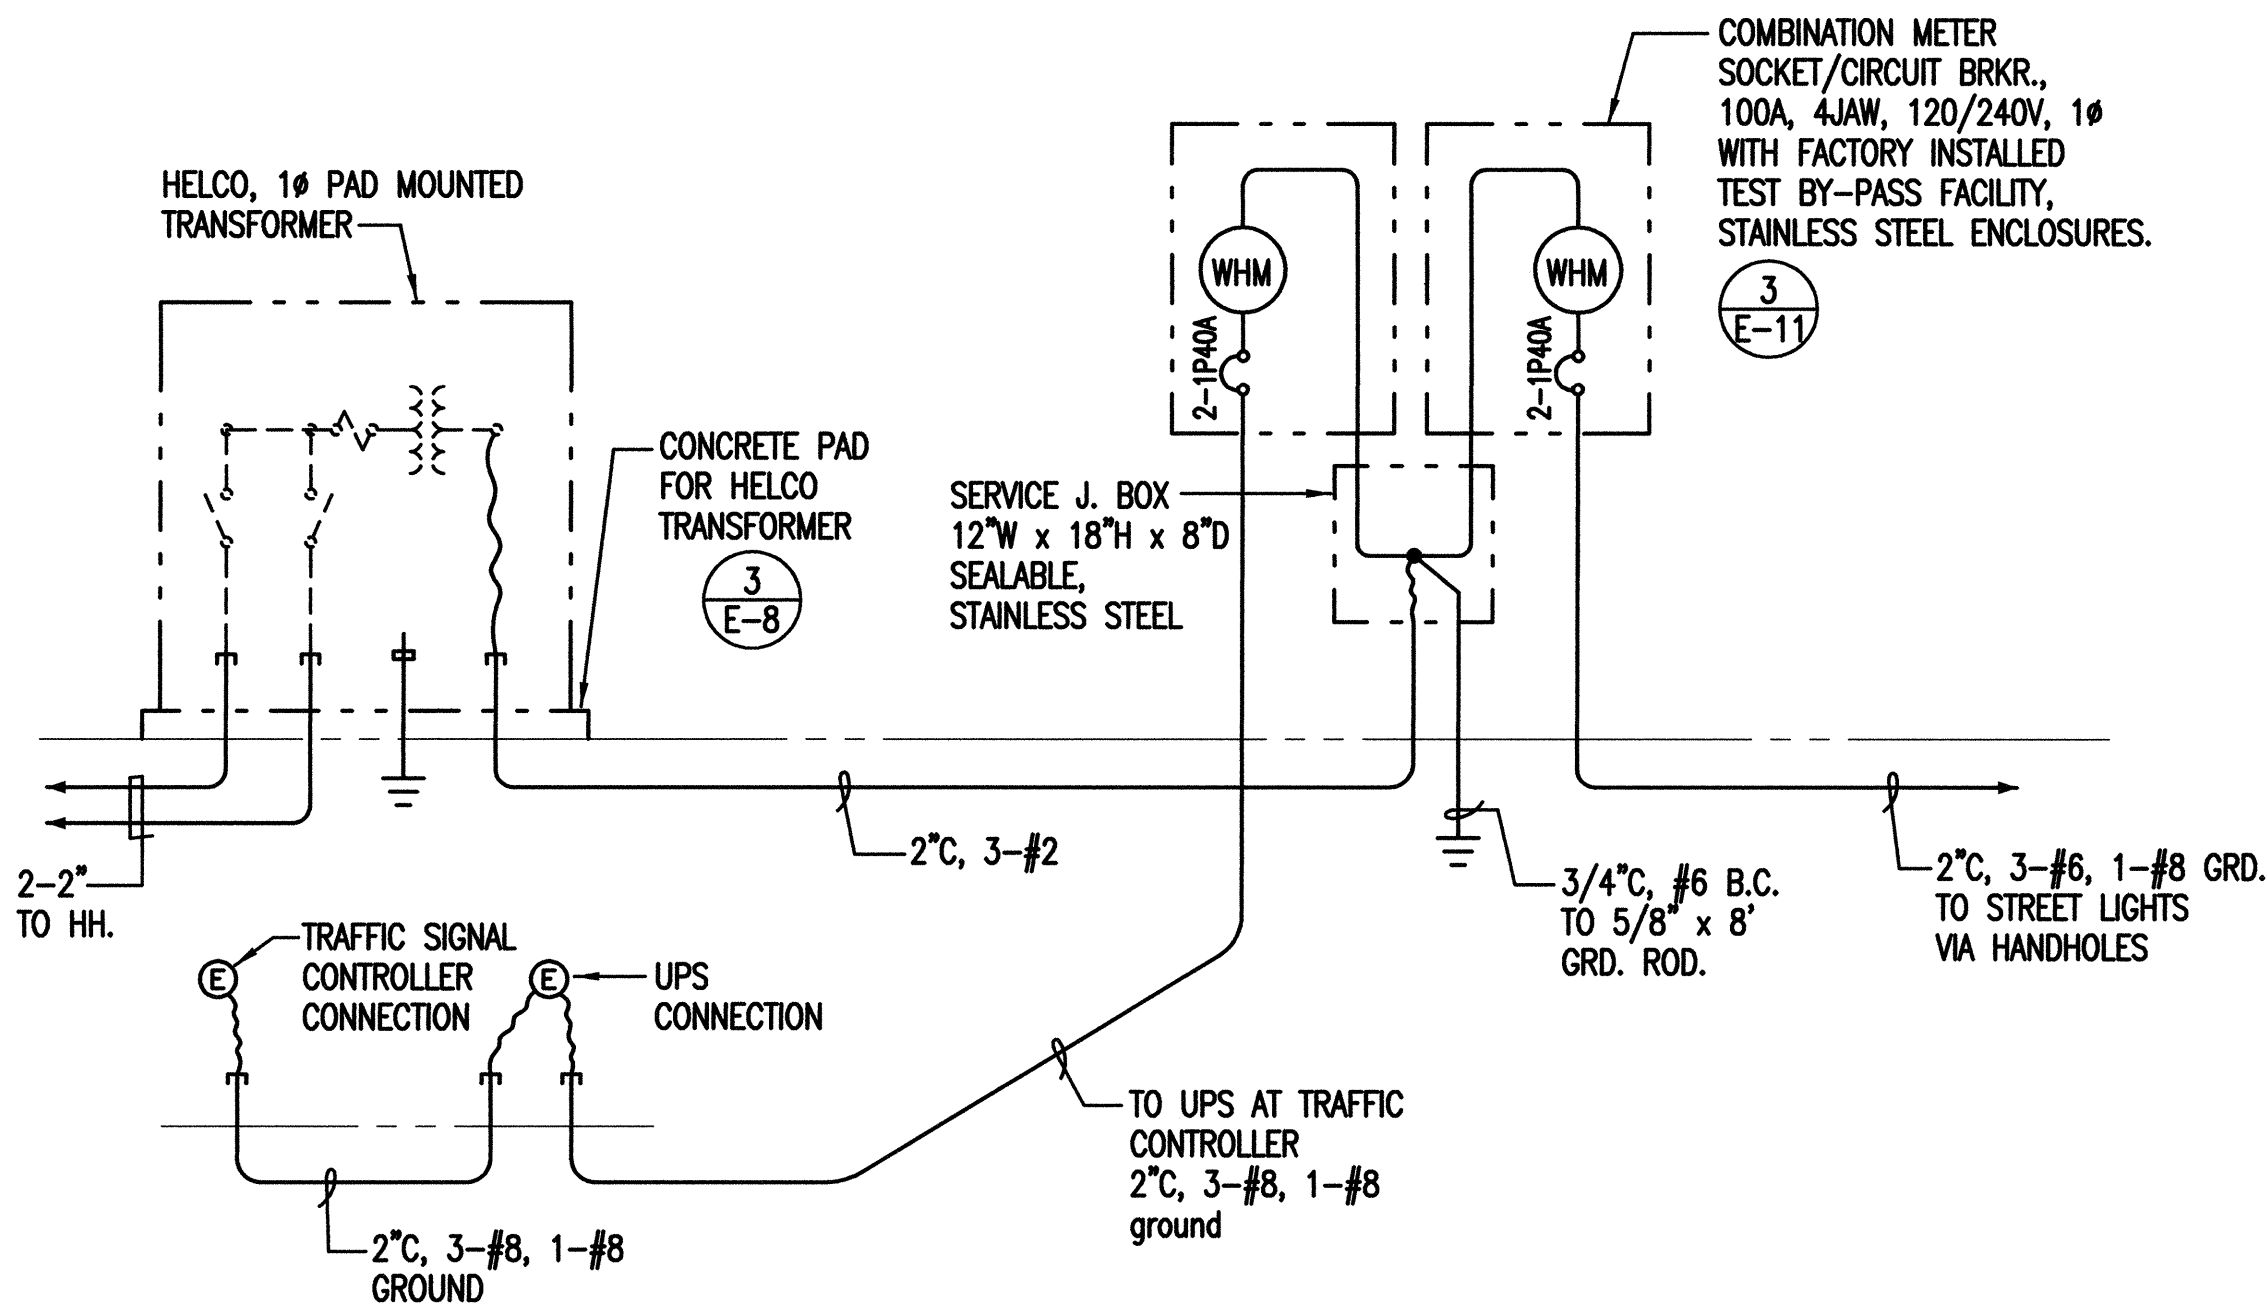 COMBINATION METER
SOCKET/CIRCUIT BRKR.,
100A, 4JAW, 120/240V, 1ø
WITH FACTORY INSTALLED
TEST BY-PASS FACILITY,
STAINLESS STEEL ENCLOSURES.
3
E-11
HELCO, 1ø PAD MOUNTED
TRANSFORMER
WHM
2-1P40A
WHM
2-1P40A
CONCRETE PAD
FOR HELCO
TRANSFORMER
3
E-8
SERVICE J. BOX
12"W x 18"H x 8"D
SEALABLE,
STAINLESS STEEL
2"C, 3-#2
2-2"
TO HH.
3/4"C, #6 B.C.
TO 5/8" x 8'
GRD. ROD.
2"C, 3-#6, 1-#8 GRD.
TO STREET LIGHTS
VIA HANDHOLES
E
TRAFFIC SIGNAL
CONTROLLER
CONNECTION
E
UPS
CONNECTION
TO UPS AT TRAFFIC
CONTROLLER
2"C, 3-#8, 1-#8
ground
2"C, 3-#8, 1-#8
GROUND